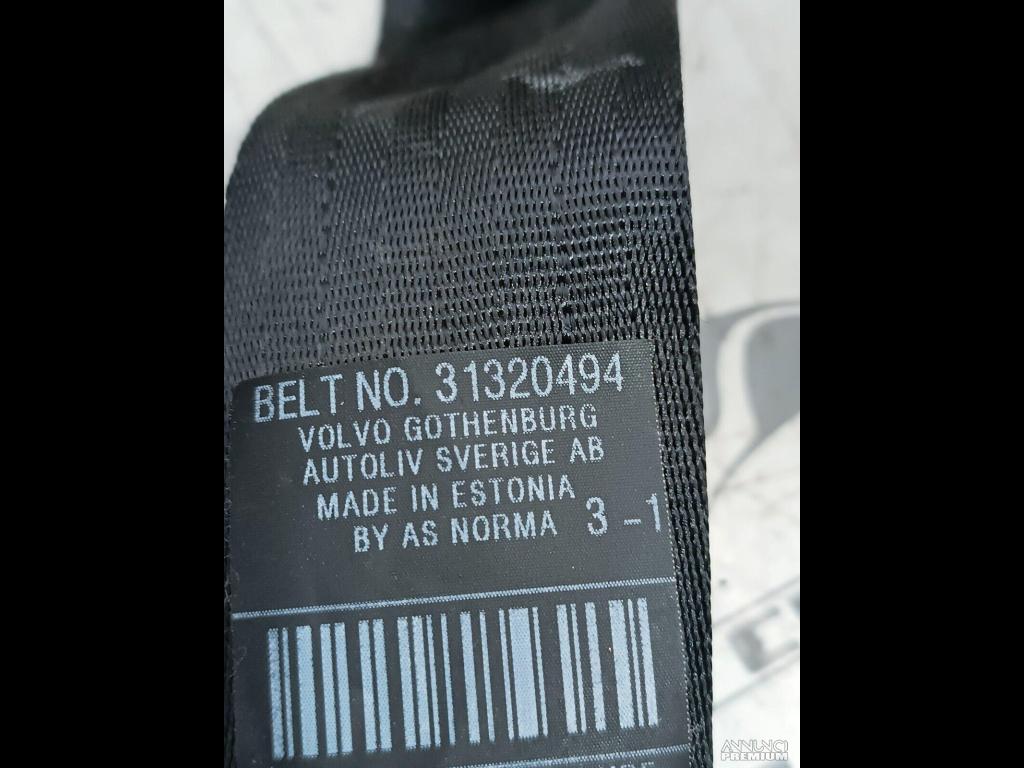 BELT NO. 31320494
VOLVO GOTHENBURG
AUTOLIV SVERIGE AB
MADE IN ESTONIA
BY AS NORMA 3 -1
ANNUNCI
PREMIUM